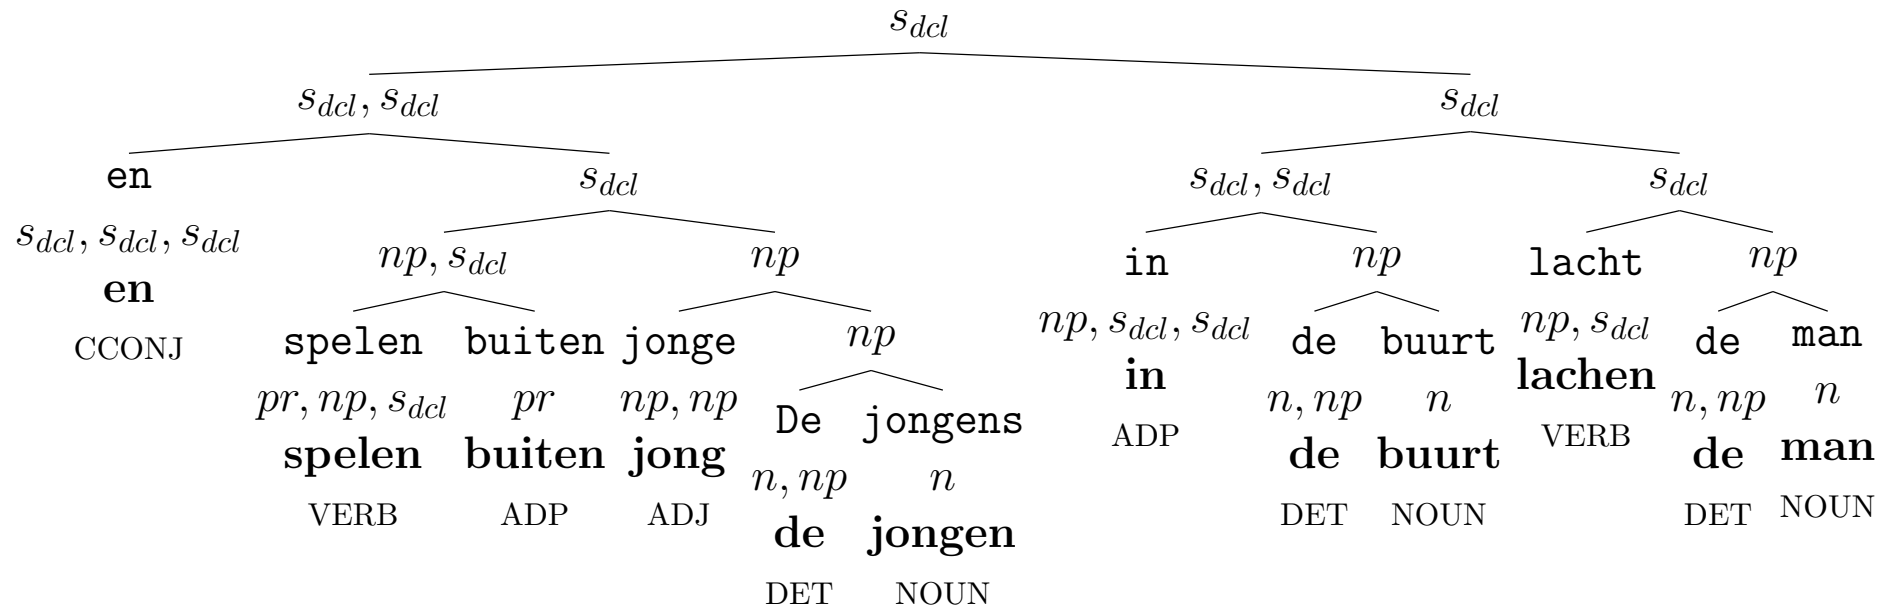 s_dcl
s_dcl, s_dcl s_dcl
en s_dcl s_dcl, s_dcl s_dcl
s_dcl, s_dcl, s_dcl np, s_dcl np in np lacht np
en spelen buiten jonge np np, s_dcl, s_dcl de buurt np, s_dcl de man
CCONJ pr, np, s_dcl pr np, np De jongens in n, np n lachen n, np n
spelen buiten jong n, np n ADP de buurt VERB de man
VERB ADP ADJ de jongen DET NOUN DET NOUN
DET NOUN